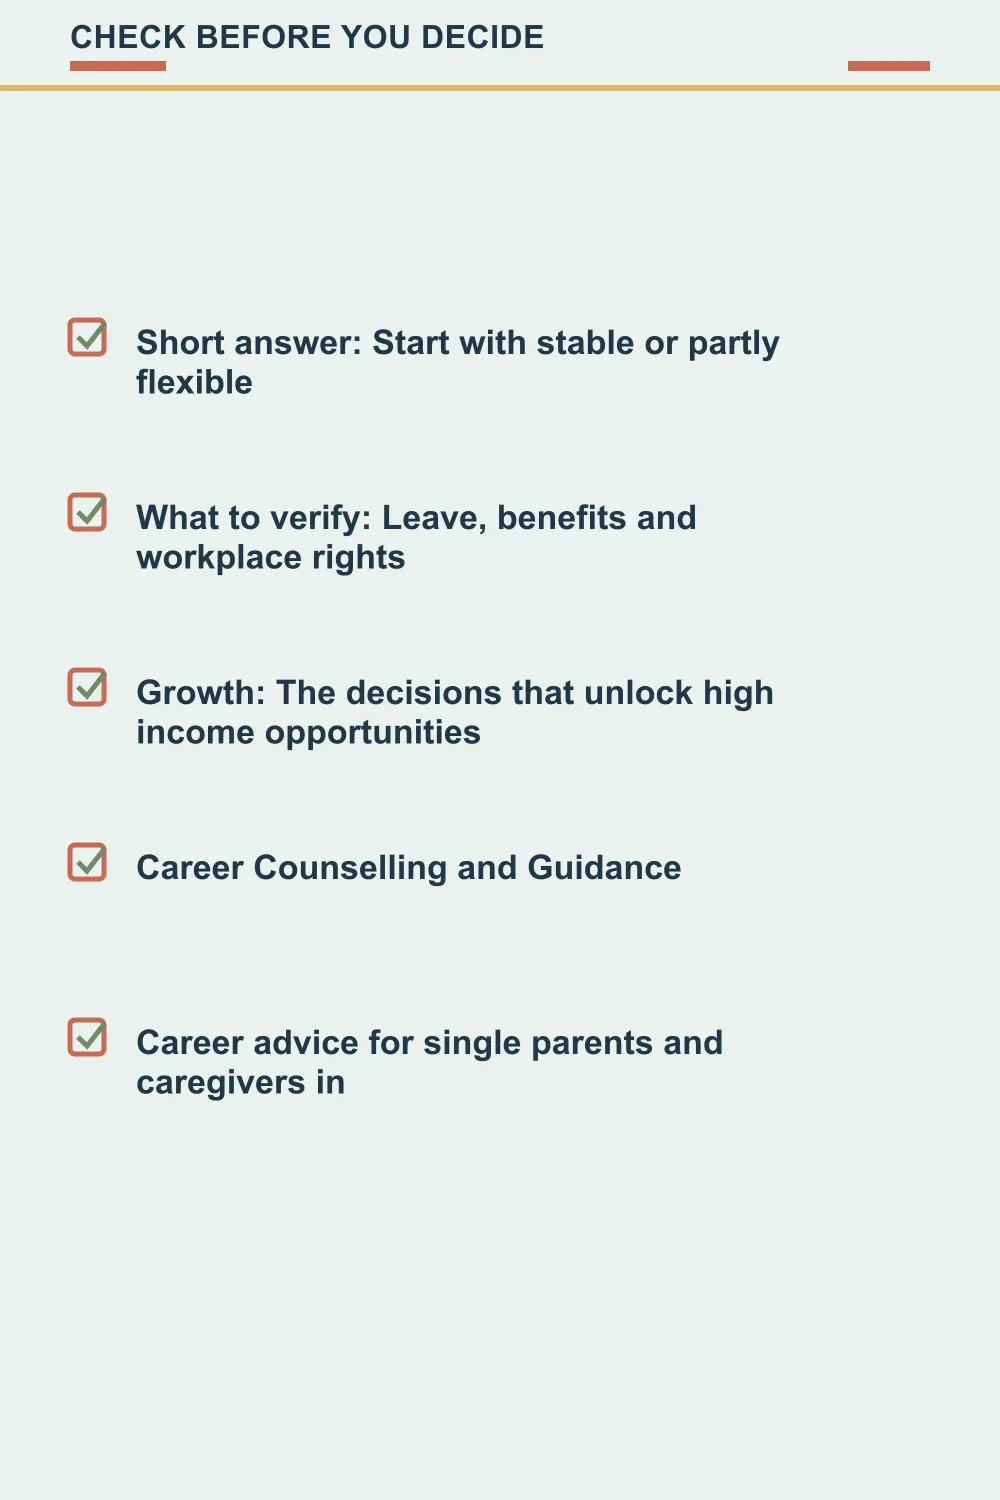 CHECK BEFORE YOU DECIDE
Short answer: Start with stable or partly
flexible
What to verify: Leave, benefits and
workplace rights
Growth: The decisions that unlock high
income opportunities
Career Counselling and Guidance
Career advice for single parents and
caregivers in